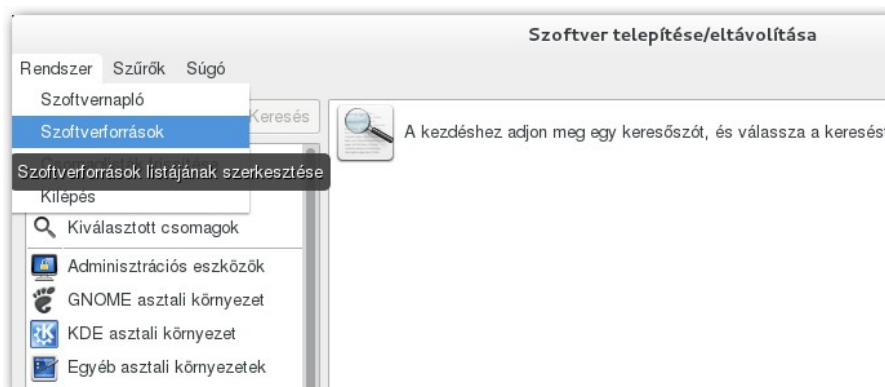 Szoftver telepítése/eltávolítása
Rendszer Szűrők Súgó
Szoftvernapló
Keresés
Szoftverforrások
A kezdéshez adjon meg egy keresőszót, és válassza a keresés
Szoftverforrások listájának szerkesztése
Kilépés
Kiválasztott csomagok
Adminisztrációs eszközök
GNOME asztali környezet
KDE asztali környezet
Egyéb asztali környezetek